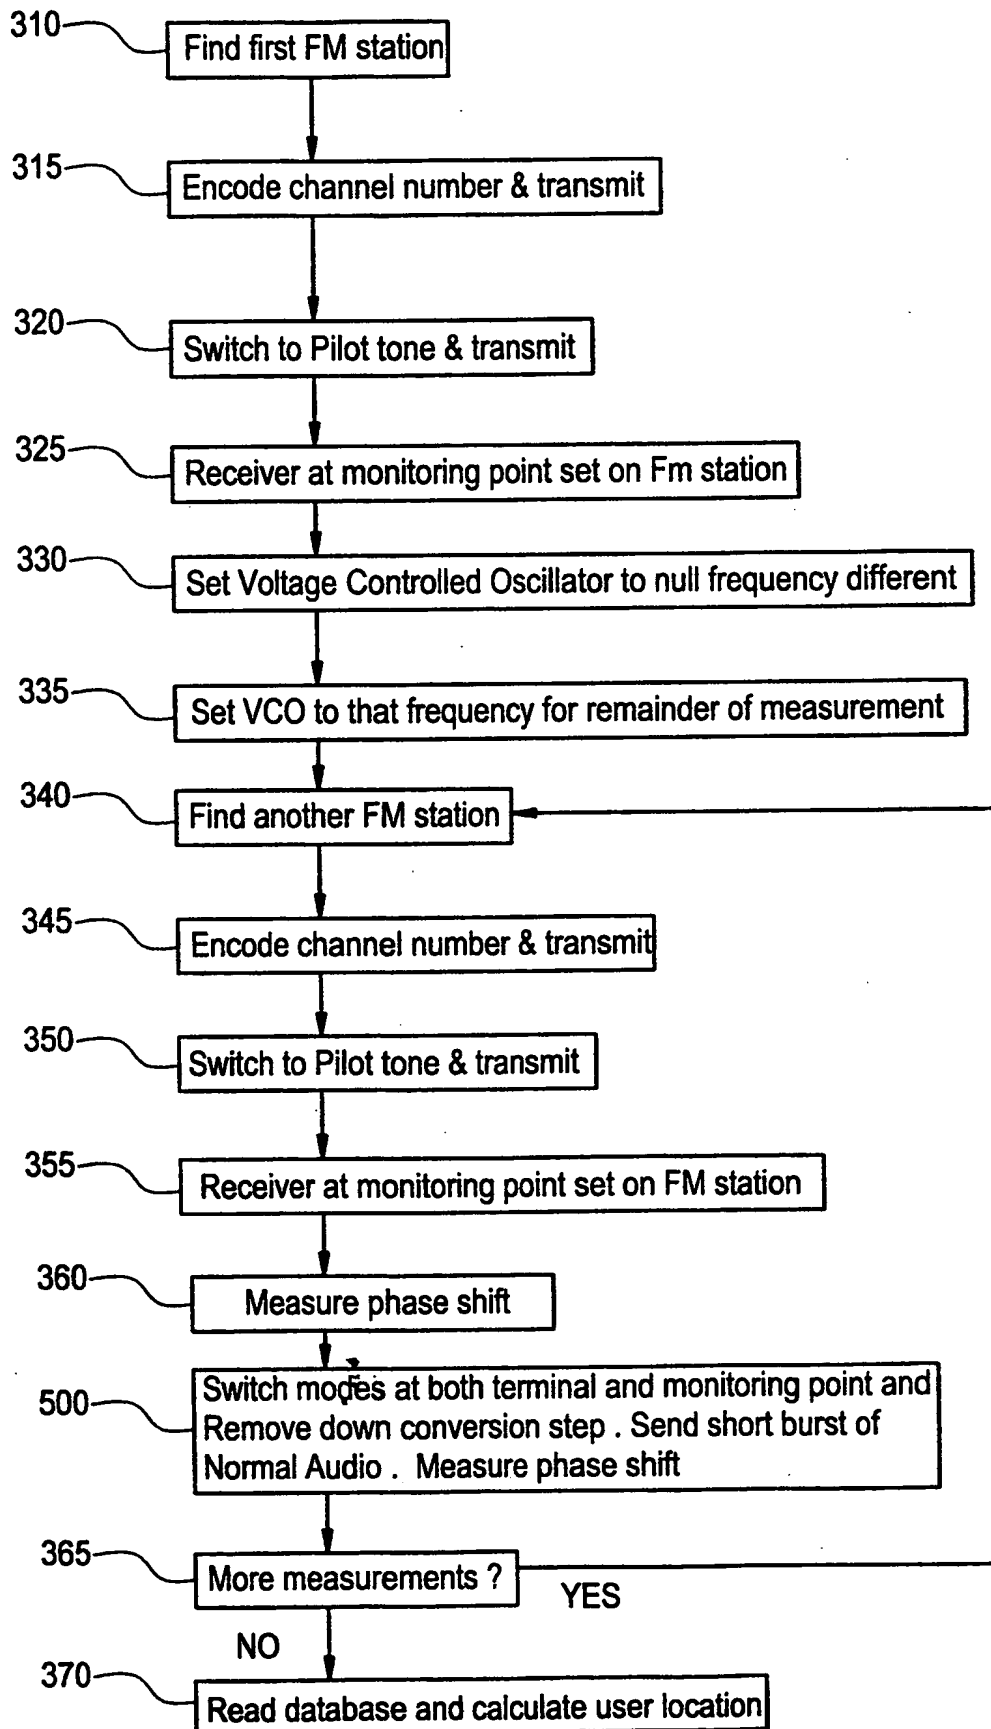 310
Find first FM station
315
Encode channel number & transmit
320
Switch to Pilot tone & transmit
325
Receiver at monitoring point set on Fm station
330
Set Voltage Controlled Oscillator to null frequency different
335
Set VCO to that frequency for remainder of measurement
340
Find another FM station
345
Encode channel number & transmit
350
Switch to Pilot tone & transmit
355
Receiver at monitoring point set on FM station
360
Measure phase shift
500
Switch modes at both terminal and monitoring point and
Remove down conversion step . Send short burst of
Normal Audio . Measure phase shift
365
More measurements ?
YES
NO
370
Read database and calculate user location